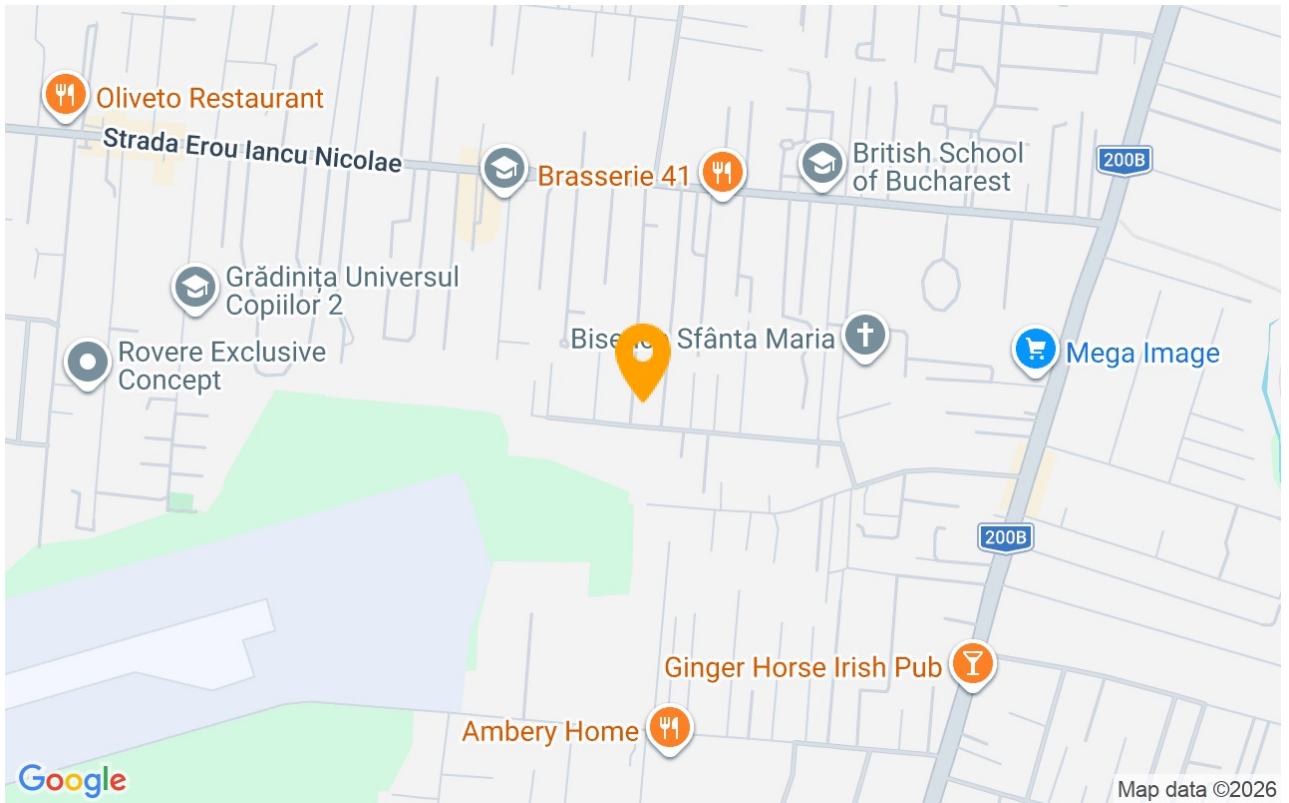 Oliveto Restaurant
Strada Erou Iancu Nicolae
Brasserie 41
British School
of Bucharest
200B
Grădinița Universul
Copiilor 2
Rovere Exclusive
Concept
Sfânta Maria
Mega Image
200B
Ginger Horse Irish Pub
Ambery Home
Google
Map data ©2026